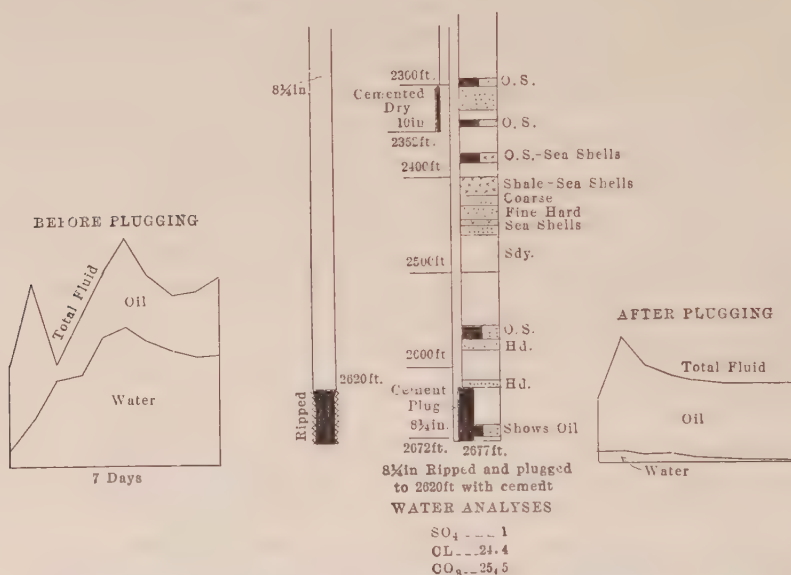 BEFORE PLUGGING
Total Fluid
Oil
Water
7 Days
8¼in
Ripped
2620ft.
2300ft
Cemented
Dry
10in
2352ft.
2400ft
2500ft
2600ft
Cement
Plug
8¼in.
2672ft.
2677ft.
O.S.
O.S.
O.S.-Sea Shells
Shale-Sea Shells
Coarse
Fine Hard
Sea Shells
Sdy.
O.S.
Hd.
Hd.
Shows Oil
8¼in Ripped and plugged
to 2620ft with cement
WATER ANALYSES
SO₄ ---- 1
CL---24.4
CO₃--25,5
AFTER PLUGGING
Total Fluid
Oil
Water